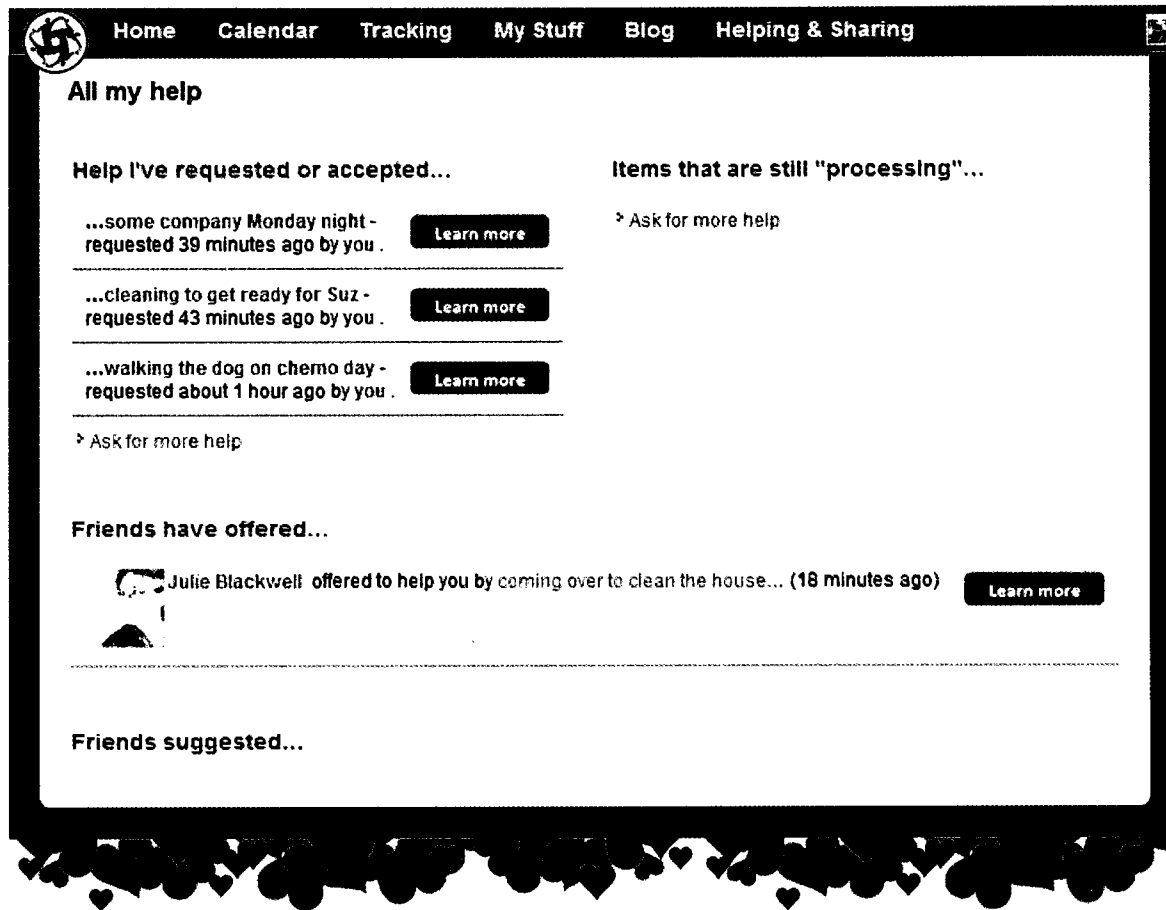 Home Calendar Tracking My Stuff Blog Helping & Sharing
All my help
Help I've requested or accepted...
...some company Monday night -
requested 39 minutes ago by you .
Learn more
...cleaning to get ready for Suz -
requested 43 minutes ago by you .
Learn more
...walking the dog on chemo day -
requested about 1 hour ago by you .
Learn more
> Ask for more help
Items that are still "processing"...
> Ask for more help
Friends have offered...
Julie Blackwell offered to help you by coming over to clean the house... (18 minutes ago)
Learn more
Friends suggested...